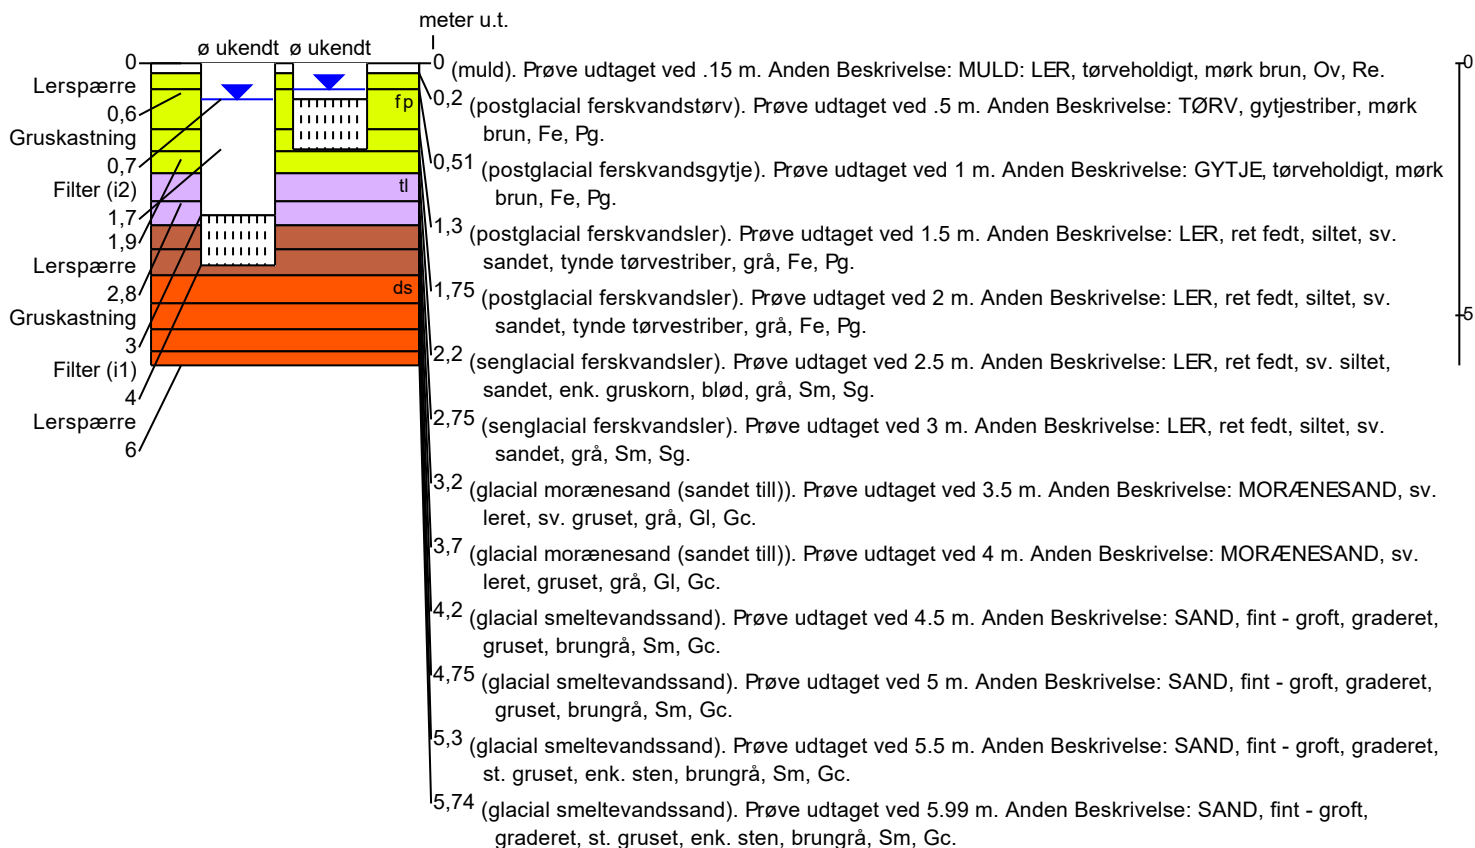 meter u.t.
ø ukendt ø ukendt
0
Lerspærre
0,6
Gruskastning
0,7
Filter (i2)
1,7
1,9
Lerspærre
2,8
Gruskastning
3
Filter (i1)
4
Lerspærre
6
fp
tl
ds
0 (muld). Prøve udtaget ved .15 m. Anden Beskrivelse: MULD: LER, tørveholdigt, mørk brun, Ov, Re.
0,2 (postglacial ferskvandstørv). Prøve udtaget ved .5 m. Anden Beskrivelse: TØRV, gytjestriber, mørk
brun, Fe, Pg.
0,51 (postglacial ferskvandsgytje). Prøve udtaget ved 1 m. Anden Beskrivelse: GYTJE, tørveholdigt, mørk
brun, Fe, Pg.
1,3 (postglacial ferskvandsler). Prøve udtaget ved 1.5 m. Anden Beskrivelse: LER, ret fedt, siltet, sv.
sandet, tynde tørvestriber, grå, Fe, Pg.
1,75 (postglacial ferskvandsler). Prøve udtaget ved 2 m. Anden Beskrivelse: LER, ret fedt, siltet, sv.
sandet, tynde tørvestriber, grå, Fe, Pg.
2,2 (senglacial ferskvandsler). Prøve udtaget ved 2.5 m. Anden Beskrivelse: LER, ret fedt, sv. siltet,
sandet, enk. gruskorn, blød, grå, Sm, Sg.
2,75 (senglacial ferskvandsler). Prøve udtaget ved 3 m. Anden Beskrivelse: LER, ret fedt, siltet, sv.
sandet, grå, Sm, Sg.
3,2 (glacial morænesand (sandet till)). Prøve udtaget ved 3.5 m. Anden Beskrivelse: MORÆNESAND, sv.
leret, sv. gruset, grå, Gl, Gc.
3,7 (glacial morænesand (sandet till)). Prøve udtaget ved 4 m. Anden Beskrivelse: MORÆNESAND, sv.
leret, gruset, grå, Gl, Gc.
4,2 (glacial smeltevandssand). Prøve udtaget ved 4.5 m. Anden Beskrivelse: SAND, fint - groft, graderet,
gruset, brungrå, Sm, Gc.
4,75 (glacial smeltevandssand). Prøve udtaget ved 5 m. Anden Beskrivelse: SAND, fint - groft, graderet,
gruset, brungrå, Sm, Gc.
5,3 (glacial smeltevandssand). Prøve udtaget ved 5.5 m. Anden Beskrivelse: SAND, fint - groft, graderet,
st. gruset, enk. sten, brungrå, Sm, Gc.
5,74 (glacial smeltevandssand). Prøve udtaget ved 5.99 m. Anden Beskrivelse: SAND, fint - groft,
graderet, st. gruset, enk. sten, brungrå, Sm, Gc.
0
5